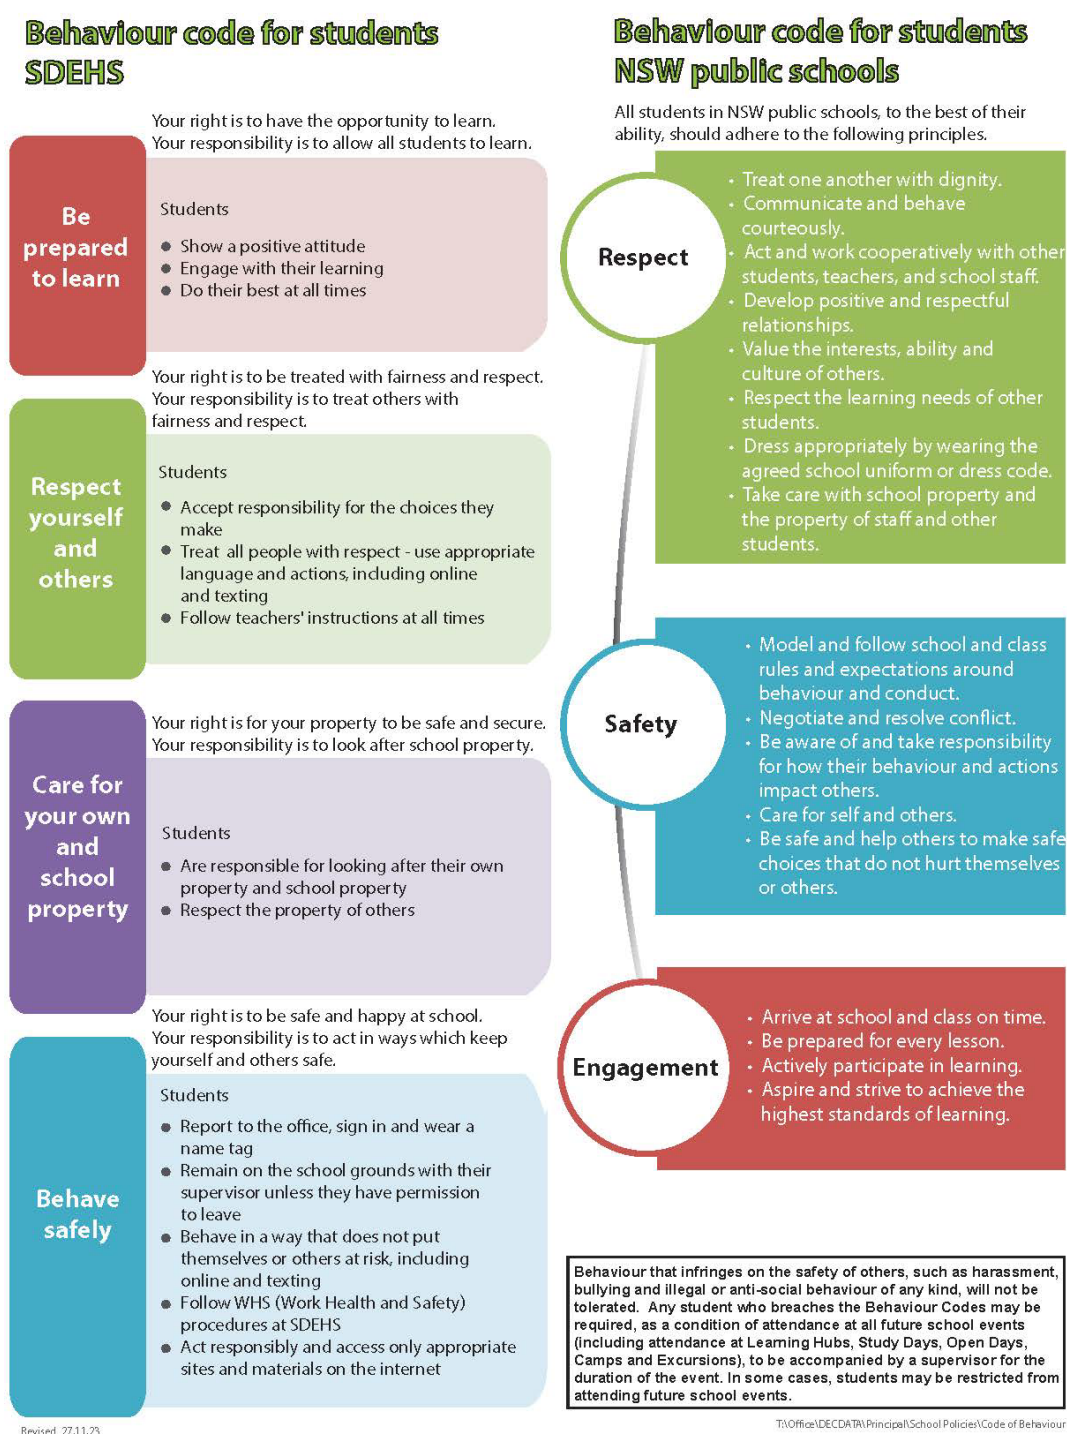 Behaviour code for students
SDEHS
Your right is to have the opportunity to learn.
Your responsibility is to allow all students to learn.
Be
prepared
to learn
Students
● Show a positive attitude
● Engage with their learning
● Do their best at all times
Your right is to be treated with fairness and respect.
Your responsibility is to treat others with
fairness and respect.
Respect
yourself
and
others
Students
● Accept responsibility for the choices they
make
● Treat all people with respect - use appropriate
language and actions, including online
and texting
● Follow teachers' instructions at all times
Your right is for your property to be safe and secure.
Your responsibility is to look after school property.
Care for
your own
and
school
property
Students
● Are responsible for looking after their own
property and school property
● Respect the property of others
Your right is to be safe and happy at school.
Your responsibility is to act in ways which keep
yourself and others safe.
Behave
safely
Students
● Report to the office, sign in and wear a
name tag
● Remain on the school grounds with their
supervisor unless they have permission
to leave
● Behave in a way that does not put
themselves or others at risk, including
online and texting
● Follow WHS (Work Health and Safety)
procedures at SDEHS
● Act responsibly and access only appropriate
sites and materials on the internet
Revised 27.11.23
Behaviour code for students
NSW public schools
All students in NSW public schools, to the best of their
ability, should adhere to the following principles.
Respect
• Treat one another with dignity.
• Communicate and behave
courteously.
• Act and work cooperatively with other
students, teachers, and school staff.
• Develop positive and respectful
relationships.
• Value the interests, ability and
culture of others.
• Respect the learning needs of other
students.
• Dress appropriately by wearing the
agreed school uniform or dress code.
• Take care with school property and
the property of staff and other
students.
Safety
• Model and follow school and class
rules and expectations around
behaviour and conduct.
• Negotiate and resolve conflict.
• Be aware of and take responsibility
for how their behaviour and actions
impact others.
• Care for self and others.
• Be safe and help others to make safe
choices that do not hurt themselves
or others.
Engagement
• Arrive at school and class on time.
• Be prepared for every lesson.
• Actively participate in learning.
• Aspire and strive to achieve the
highest standards of learning.
Behaviour that infringes on the safety of others, such as harassment,
bullying and illegal or anti-social behaviour of any kind, will not be
tolerated. Any student who breaches the Behaviour Codes may be
required, as a condition of attendance at all future school events
(including attendance at Learning Hubs, Study Days, Open Days,
Camps and Excursions), to be accompanied by a supervisor for the
duration of the event. In some cases, students may be restricted from
attending future school events.
T:\Office\DECDATA\Principal\School Policies\Code of Behaviour